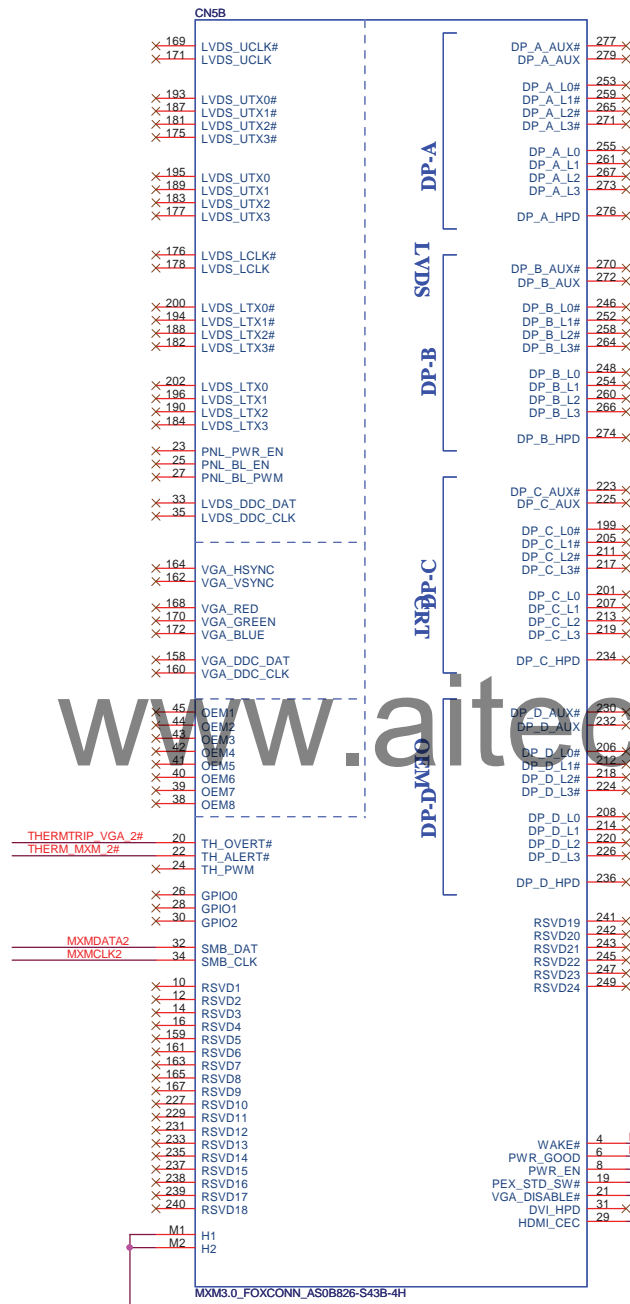 CN5B
169 LVDS_UCLK#
171 LVDS_UCLK
193 LVDS_UTX0#
187 LVDS_UTX1#
181 LVDS_UTX2#
175 LVDS_UTX3#
195 LVDS_UTX0
189 LVDS_UTX1
183 LVDS_UTX2
177 LVDS_UTX3
176 LVDS_LCLK#
178 LVDS_LCLK
200 LVDS_LTX0#
194 LVDS_LTX1#
188 LVDS_LTX2#
182 LVDS_LTX3#
202 LVDS_LTX0
196 LVDS_LTX1
190 LVDS_LTX2
184 LVDS_LTX3
23 PNL_PWR_EN
25 PNL_BL_EN
27 PNL_BL_PWM
33 LVDS_DDC_DAT
35 LVDS_DDC_CLK
164 VGA_HSYNC
162 VGA_VSYNC
168 VGA_RED
170 VGA_GREEN
172 VGA_BLUE
158 VGA_DDC_DAT
160 VGA_DDC_CLK
45 OEM1
44 OEM2
43 OEM3
42 OEM4
41 OEM5
40 OEM6
39 OEM7
38 OEM8
THERMTRIP_VGA_2# 20 TH_OVERT#
THERM_MXM_2# 22 TH_ALERT#
24 TH_PWM
26 GPIO0
28 GPIO1
30 GPIO2
MXMDATA2 32 SMB_DAT
MXMCLK2 34 SMB_CLK
10 RSVD1
12 RSVD2
14 RSVD3
16 RSVD4
159 RSVD5
161 RSVD6
163 RSVD7
165 RSVD8
167 RSVD9
227 RSVD10
229 RSVD11
231 RSVD12
233 RSVD13
235 RSVD14
237 RSVD15
238 RSVD16
239 RSVD17
240 RSVD18
M1 H1
M2 H2
DP-A
LVDS
DP-B
DP-C
CRT
OEM
DP-D
DP_A_AUX# 277
DP_A_AUX 279
DP_A_L0# 253
DP_A_L1# 259
DP_A_L2# 265
DP_A_L3# 271
DP_A_L0 255
DP_A_L1 261
DP_A_L2 267
DP_A_L3 273
DP_A_HPD 276
DP_B_AUX# 270
DP_B_AUX 272
DP_B_L0# 246
DP_B_L1# 252
DP_B_L2# 258
DP_B_L3# 264
DP_B_L0 248
DP_B_L1 254
DP_B_L2 260
DP_B_L3 266
DP_B_HPD 274
DP_C_AUX# 223
DP_C_AUX 225
DP_C_L0# 199
DP_C_L1# 205
DP_C_L2# 211
DP_C_L3# 217
DP_C_L0 201
DP_C_L1 207
DP_C_L2 213
DP_C_L3 219
DP_C_HPD 234
DP_D_AUX# 230
DP_D_AUX 232
DP_D_L0# 206
DP_D_L1# 212
DP_D_L2# 218
DP_D_L3# 224
DP_D_L0 208
DP_D_L1 214
DP_D_L2 220
DP_D_L3 226
DP_D_HPD 236
RSVD19 241
RSVD20 242
RSVD21 243
RSVD22 245
RSVD23 247
RSVD24 249
WAKE# 4
PWR_GOOD 6
PWR_EN 8
PEX_STD_SW# 19
VGA_DISABLE# 21
DVI_HPD 31
HDMI_CEC 29
MXM3.0_FOXCONN_AS0B826-S43B-4H
www.aitec